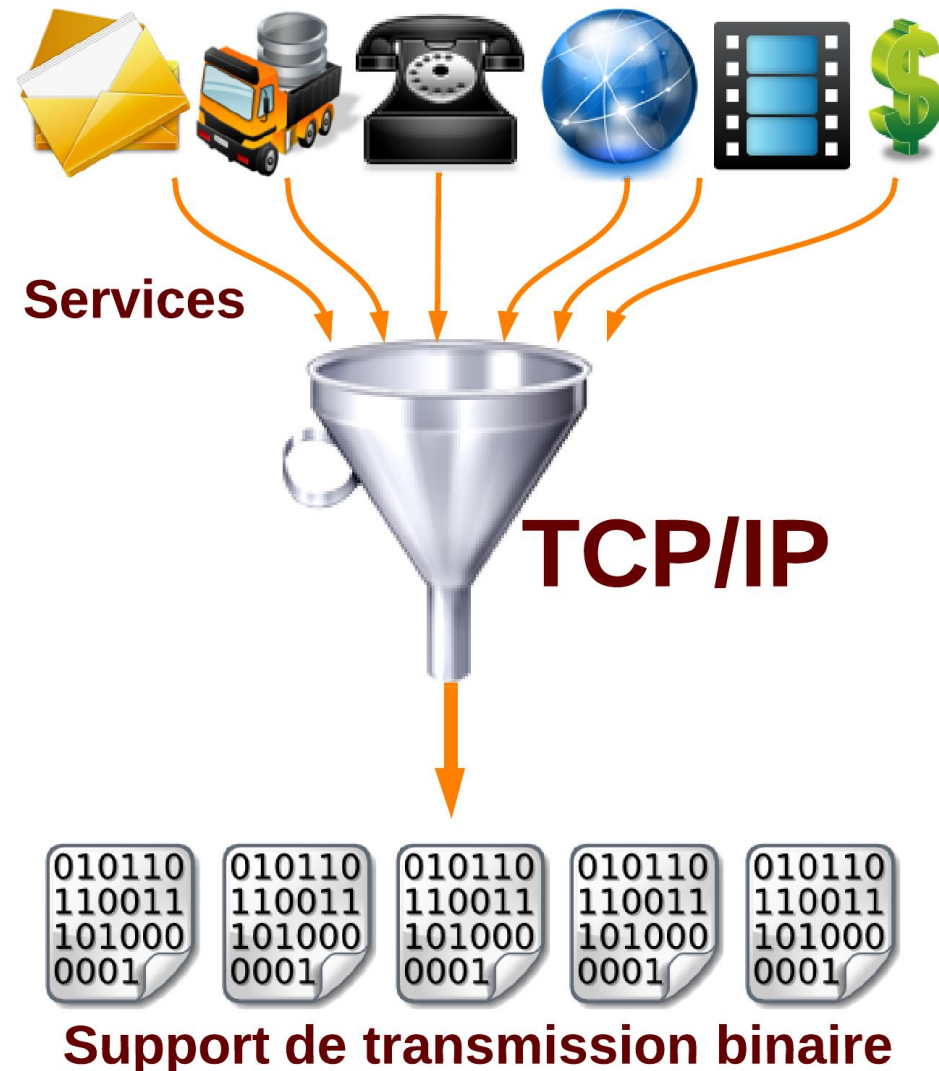 Services
TCP/IP
010110 010110 010110 010110 010110
110011 110011 110011 110011 110011
101000 101000 101000 101000 101000
0001 0001 0001 0001 0001
Support de transmission binaire